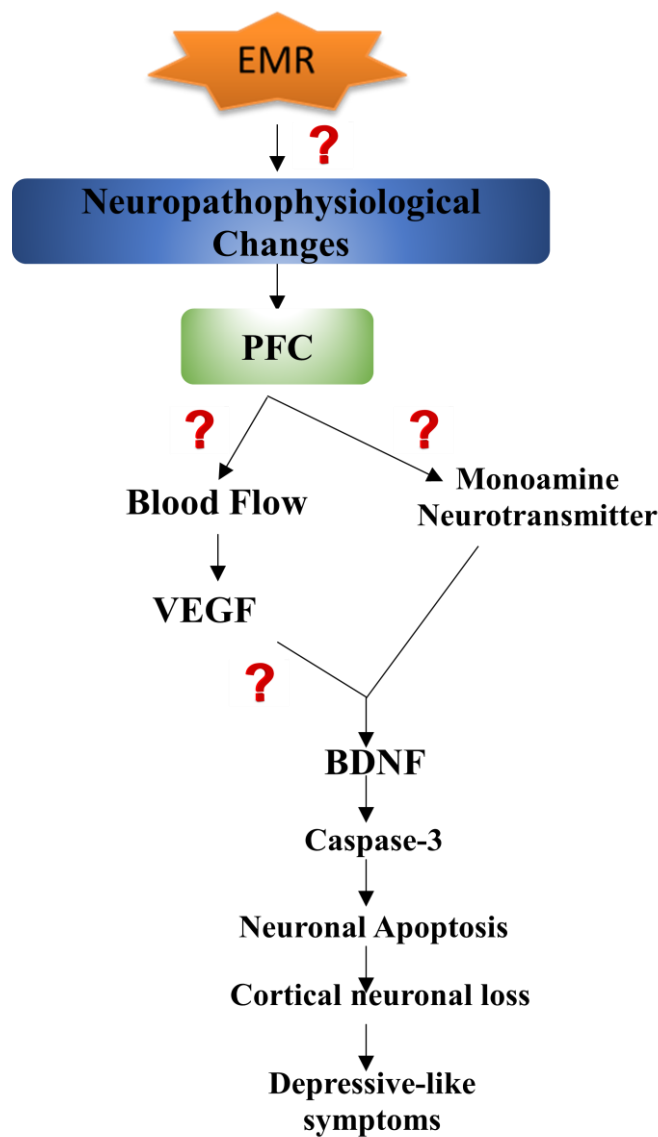 EMR
?
Neuropathophysiological
Changes
PFC
?
?
Blood Flow
Monoamine
Neurotransmitter
VEGF
?
BDNF
Caspase-3
Neuronal Apoptosis
Cortical neuronal loss
Depressive-like
symptoms